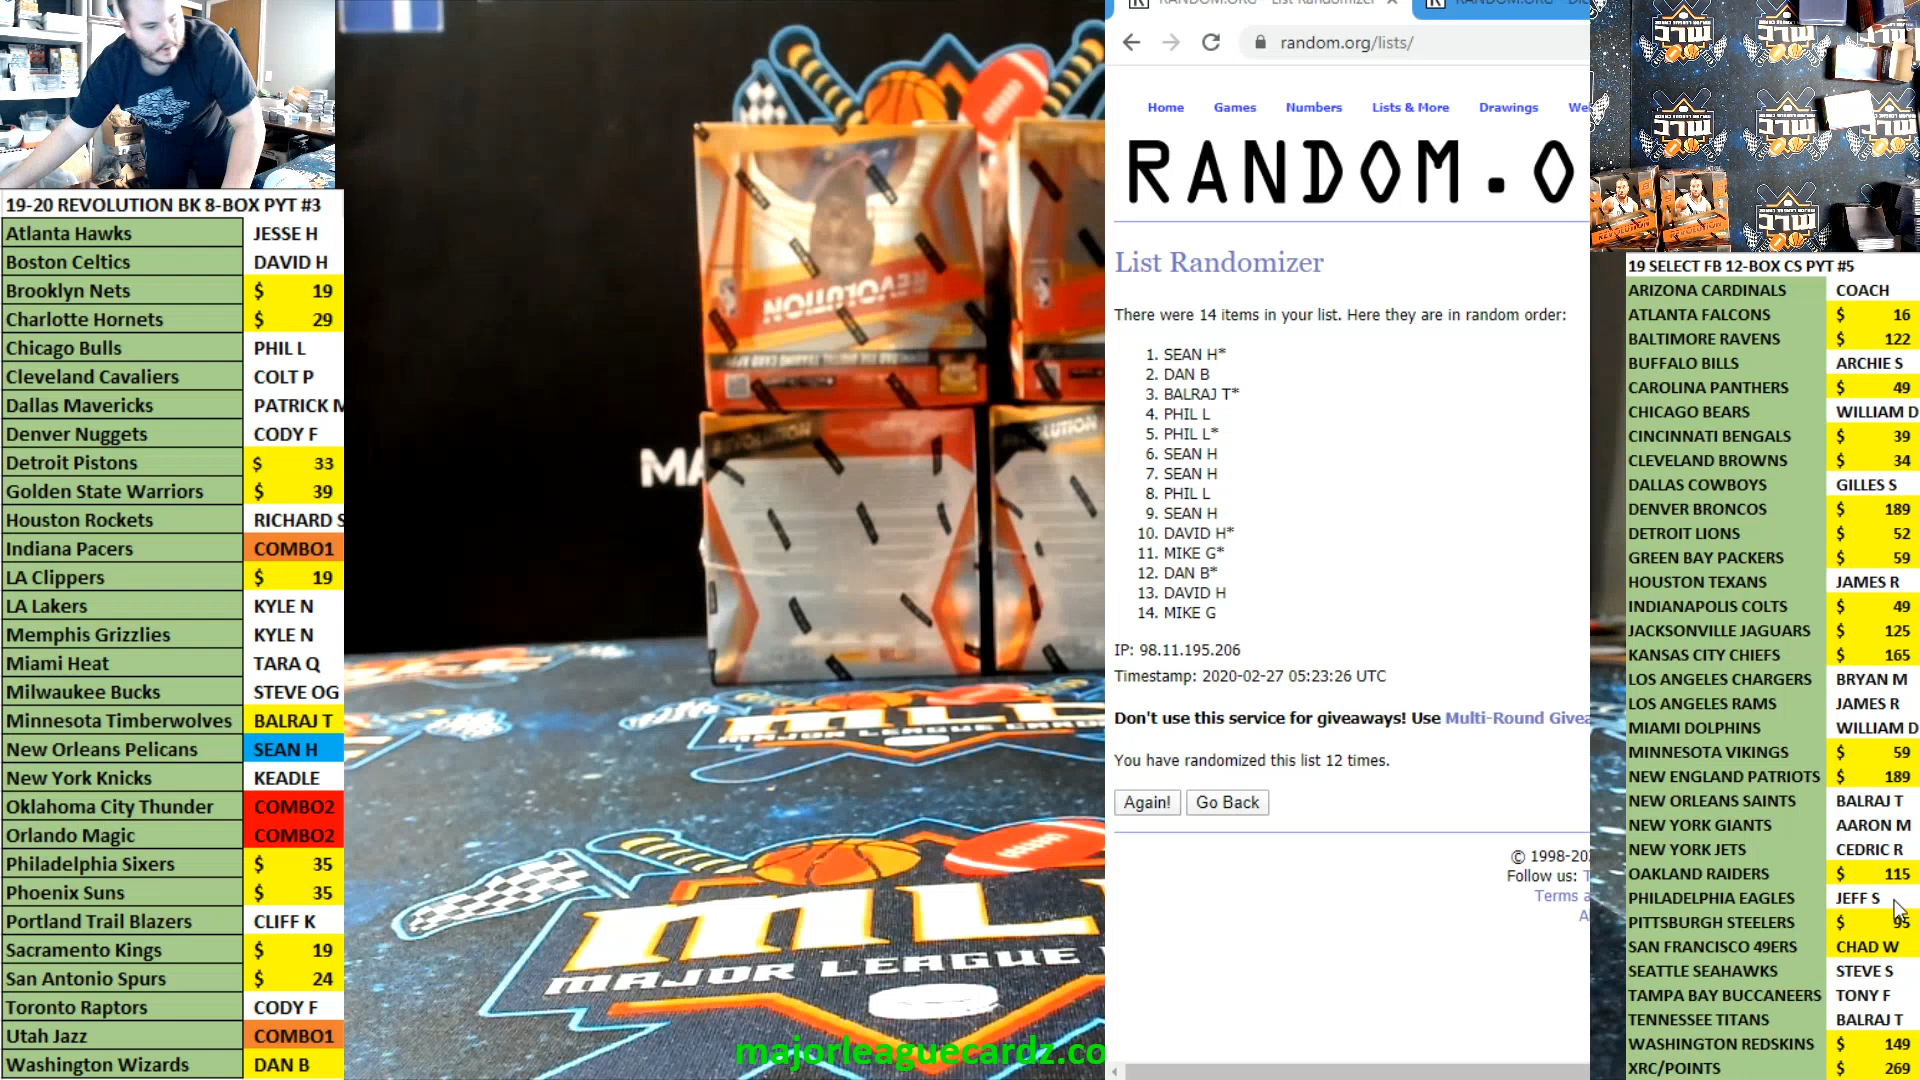 19-20 REVOLUTION BK 8-BOX PYT #3
Atlanta Hawks JESSE H
Boston Celtics DAVID H
Brooklyn Nets $ 19
Charlotte Hornets $ 29
Chicago Bulls PHIL L
Cleveland Cavaliers COLT P
Dallas Mavericks PATRICK M
Denver Nuggets CODY F
Detroit Pistons $ 33
Golden State Warriors $ 39
Houston Rockets RICHARD S
Indiana Pacers COMBO1
LA Clippers $ 19
LA Lakers KYLE N
Memphis Grizzlies KYLE N
Miami Heat TARA Q
Milwaukee Bucks STEVE OG
Minnesota Timberwolves BALRAJ T
New Orleans Pelicans SEAN H
New York Knicks KEADLE
Oklahoma City Thunder COMBO2
Orlando Magic COMBO2
Philadelphia Sixers $ 35
Phoenix Suns $ 35
Portland Trail Blazers CLIFF K
Sacramento Kings $ 19
San Antonio Spurs $ 24
Toronto Raptors CODY F
Utah Jazz COMBO1
Washington Wizards DAN B
REVOLUTION
MA
MAJOR LEAGUE
majorleaguecardz.co
random.org/lists/
Home Games Numbers Lists & More Drawings We
RANDOM.O
List Randomizer
There were 14 items in your list. Here they are in random order:
1. SEAN H*
2. DAN B
3. BALRAJ T*
4. PHIL L
5. PHIL L*
6. SEAN H
7. SEAN H
8. PHIL L
9. SEAN H
10. DAVID H*
11. MIKE G*
12. DAN B*
13. DAVID H
14. MIKE G
IP: 98.11.195.206
Timestamp: 2020-02-27 05:23:26 UTC
Don't use this service for giveaways! Use Multi-Round Givea
You have randomized this list 12 times.
Again! Go Back
© 1998-20
Follow us: T
Terms a
A
19 SELECT FB 12-BOX CS PYT #5
ARIZONA CARDINALS COACH
ATLANTA FALCONS $ 16
BALTIMORE RAVENS $ 122
BUFFALO BILLS ARCHIE S
CAROLINA PANTHERS $ 49
CHICAGO BEARS WILLIAM D
CINCINNATI BENGALS $ 39
CLEVELAND BROWNS $ 34
DALLAS COWBOYS GILLES S
DENVER BRONCOS $ 189
DETROIT LIONS $ 52
GREEN BAY PACKERS $ 59
HOUSTON TEXANS JAMES R
INDIANAPOLIS COLTS $ 49
JACKSONVILLE JAGUARS $ 125
KANSAS CITY CHIEFS $ 165
LOS ANGELES CHARGERS BRYAN M
LOS ANGELES RAMS JAMES R
MIAMI DOLPHINS WILLIAM D
MINNESOTA VIKINGS $ 59
NEW ENGLAND PATRIOTS $ 189
NEW ORLEANS SAINTS BALRAJ T
NEW YORK GIANTS AARON M
NEW YORK JETS CEDRIC R
OAKLAND RAIDERS $ 115
PHILADELPHIA EAGLES JEFF S
PITTSBURGH STEELERS $ 95
SAN FRANCISCO 49ERS CHAD W
SEATTLE SEAHAWKS STEVE S
TAMPA BAY BUCCANEERS TONY F
TENNESSEE TITANS BALRAJ T
WASHINGTON REDSKINS $ 149
XRC/POINTS $ 269